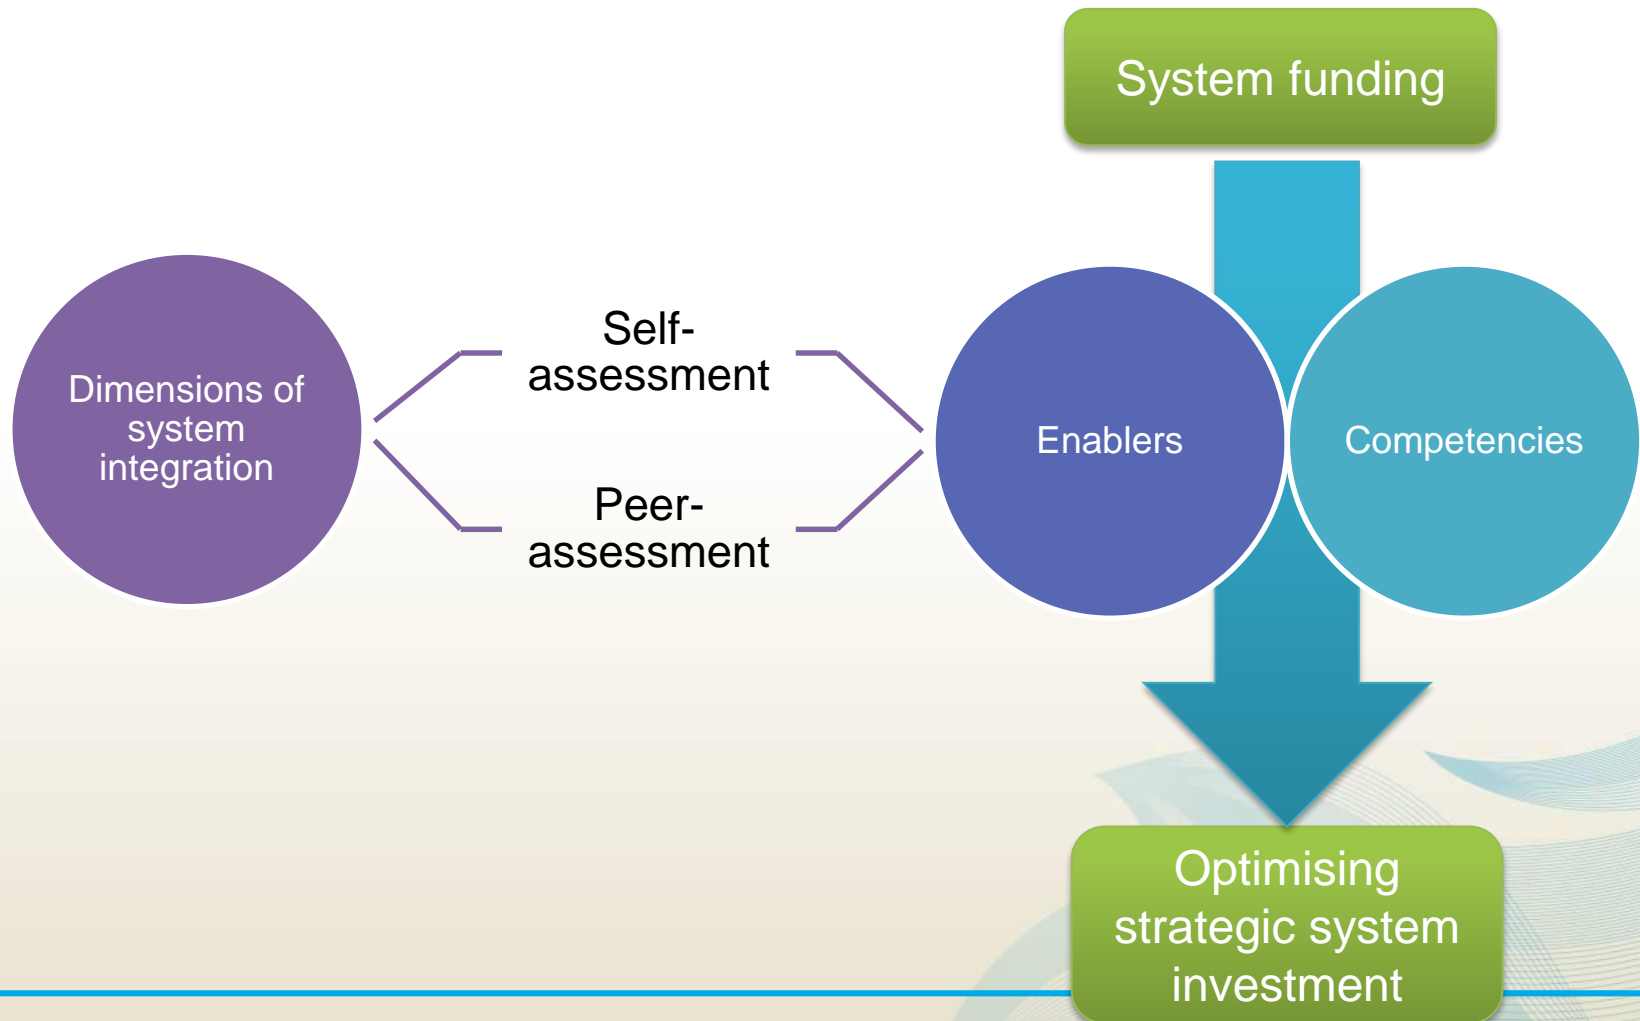 System funding
Dimensions of
system
integration
Self-
assessment
Peer-
assessment
Enablers
Competencies
Optimising
strategic system
investment